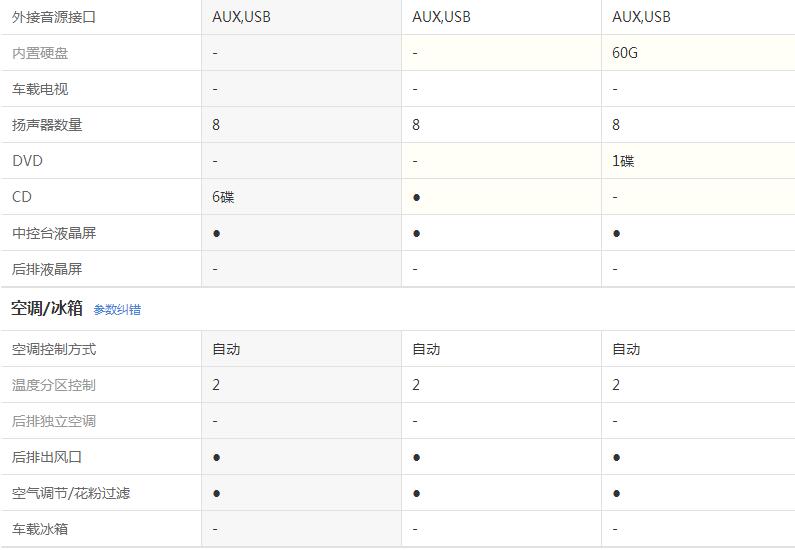 外接音源接口 AUX,USB AUX,USB AUX,USB
内置硬盘 - - 60G
车载电视 - - -
扬声器数量 8 8 8
DVD - - 1碟
CD 6碟 ● -
中控台液晶屏 ● ● ●
后排液晶屏 - - -
空调/冰箱 参数纠错
空调控制方式 自动 自动 自动
温度分区控制 2 2 2
后排独立空调 - - -
后排出风口 ● ● ●
空气调节/花粉过滤 ● ● ●
车载冰箱 - - -